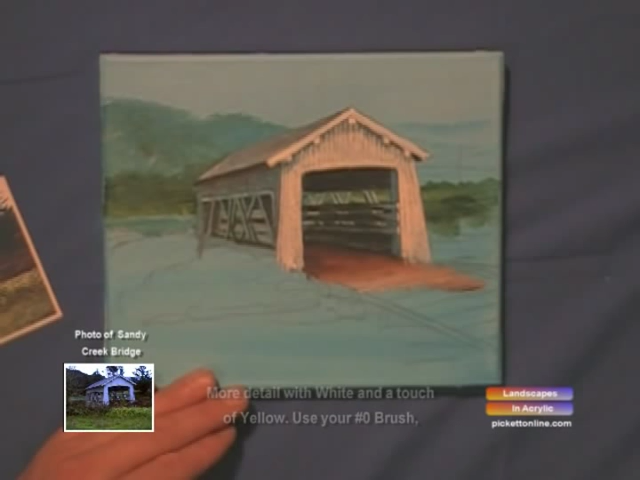 Photo of Sandy
Creek Bridge
More detail with White and a touch
of Yellow. Use your #0 Brush,
Landscapes
In Acrylic
pickettonline.com